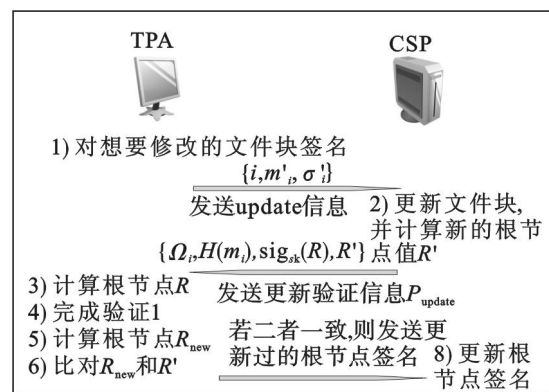 TPA
CSP
1) 对想要修改的文件块签名
{i,m'ᵢ,σ'ᵢ}
发送update信息
2) 更新文件块,
并计算新的根节
点值R'
{Ωᵢ,H(mᵢ),sig_sk(R),R'}
发送更新验证信息P_update
3) 计算根节点R
4) 完成验证1
5) 计算根节点R_new
6) 比对R_new和R'
若二者一致,则发送更
新过的根节点签名
8) 更新根
节点签名